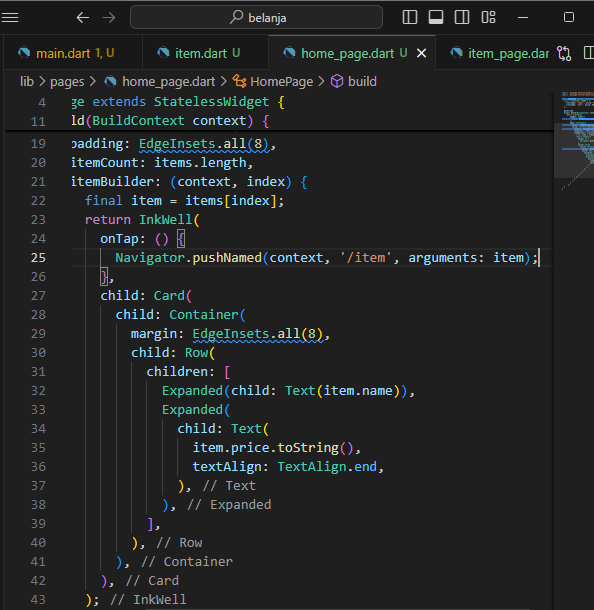 belanja
main.dart 1, U
item.dart U
home_page.dart U
item_page.dar
lib > pages > home_page.dart > HomePage > build
4 ge extends StatelessWidget {
11 ld(BuildContext context) {
19 padding: EdgeInsets.all(8),
20 itemCount: items.length,
21 itemBuilder: (context, index) {
22 final item = items[index];
23 return InkWell(
24 onTap: () {
25 Navigator.pushNamed(context, '/item', arguments: item);
26 },
27 child: Card(
28 child: Container(
29 margin: EdgeInsets.all(8),
30 child: Row(
31 children: [
32 Expanded(child: Text(item.name)),
33 Expanded(
34 child: Text(
35 item.price.toString(),
36 textAlign: TextAlign.end,
37 ), // Text
38 ), // Expanded
39 ],
40 ), // Row
41 ), // Container
42 ), // Card
43 ); // InkWell